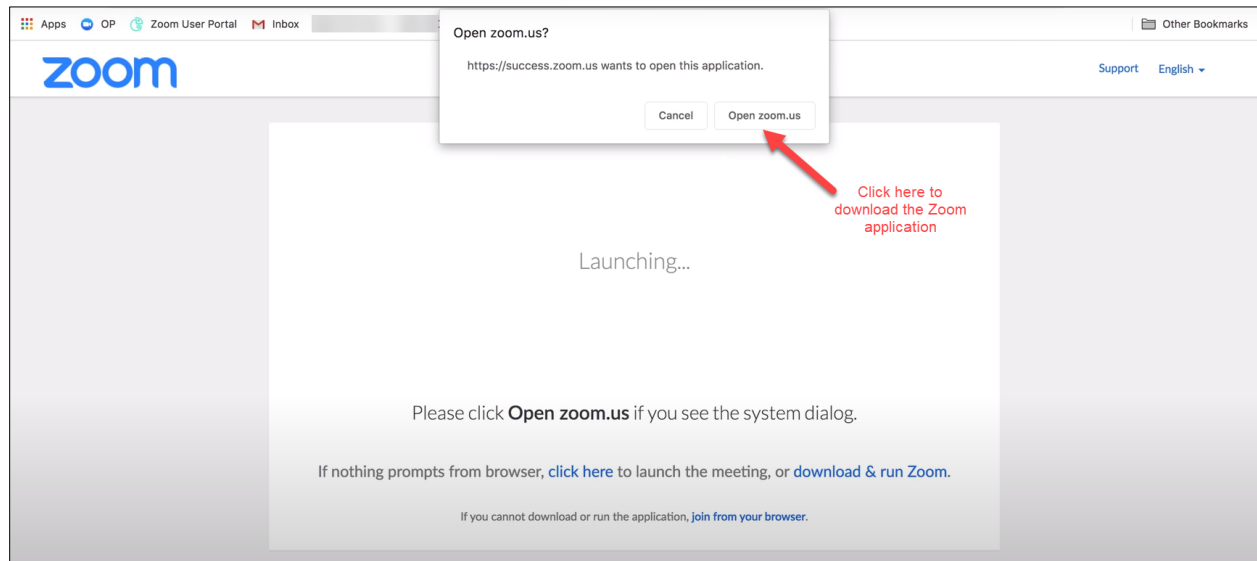 Apps OP Zoom User Portal Inbox Other Bookmarks
Open zoom.us?
https://success.zoom.us wants to open this application.
Cancel Open zoom.us
zoom
Support English
Click here to
download the Zoom
application
Launching...
Please click Open zoom.us if you see the system dialog.
If nothing prompts from browser, click here to launch the meeting, or download & run Zoom.
If you cannot download or run the application, join from your browser.